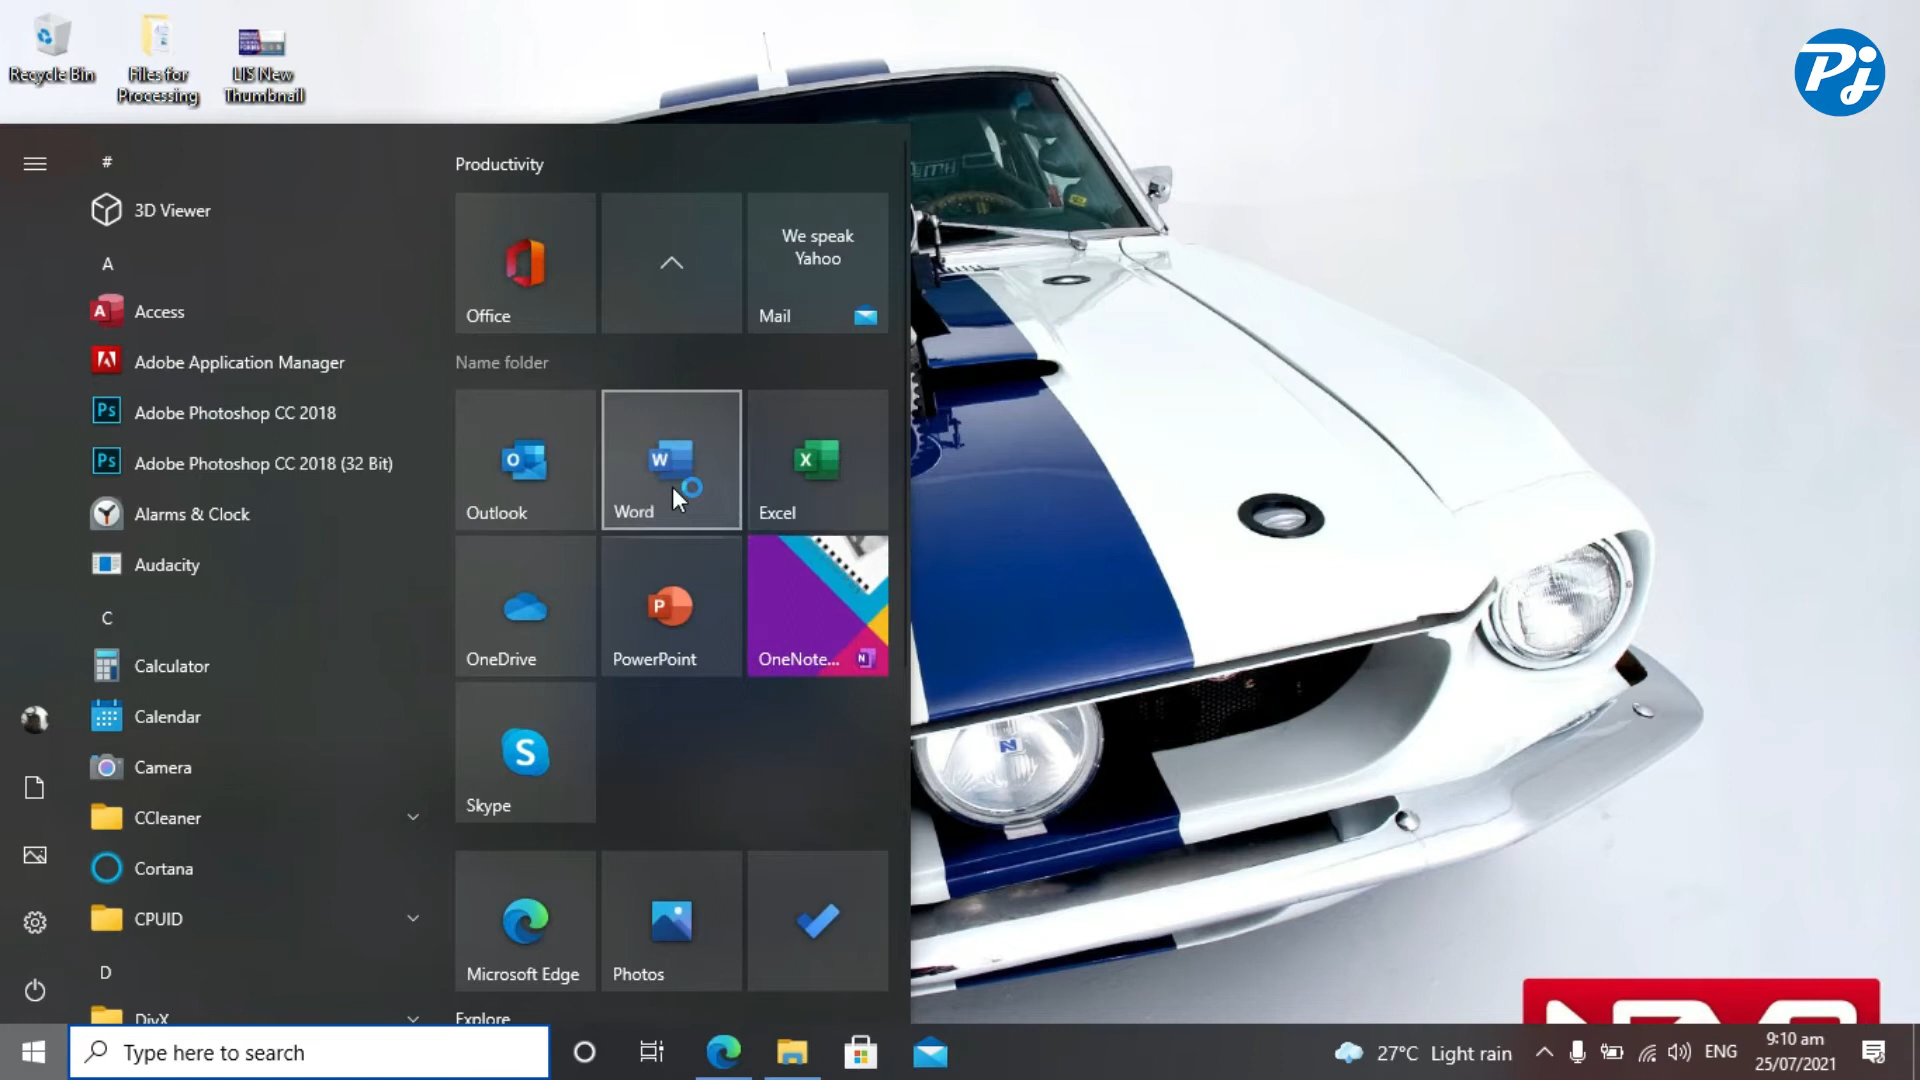 Recycle Bin
Files for
Processing
LIS New
Thumbnail
Pj
#
3D Viewer
A
Access
Adobe Application Manager
Adobe Photoshop CC 2018
Adobe Photoshop CC 2018 (32 Bit)
Alarms & Clock
Audacity
C
Calculator
Calendar
Camera
CCleaner
Cortana
CPUID
D
DivX
Productivity
Office
We speak
Yahoo
Mail
Name folder
Outlook
Word
Excel
OneDrive
PowerPoint
OneNote...
Skype
Microsoft Edge
Photos
Explore
Type here to search
27°C Light rain
ENG
9:10 am
25/07/2021